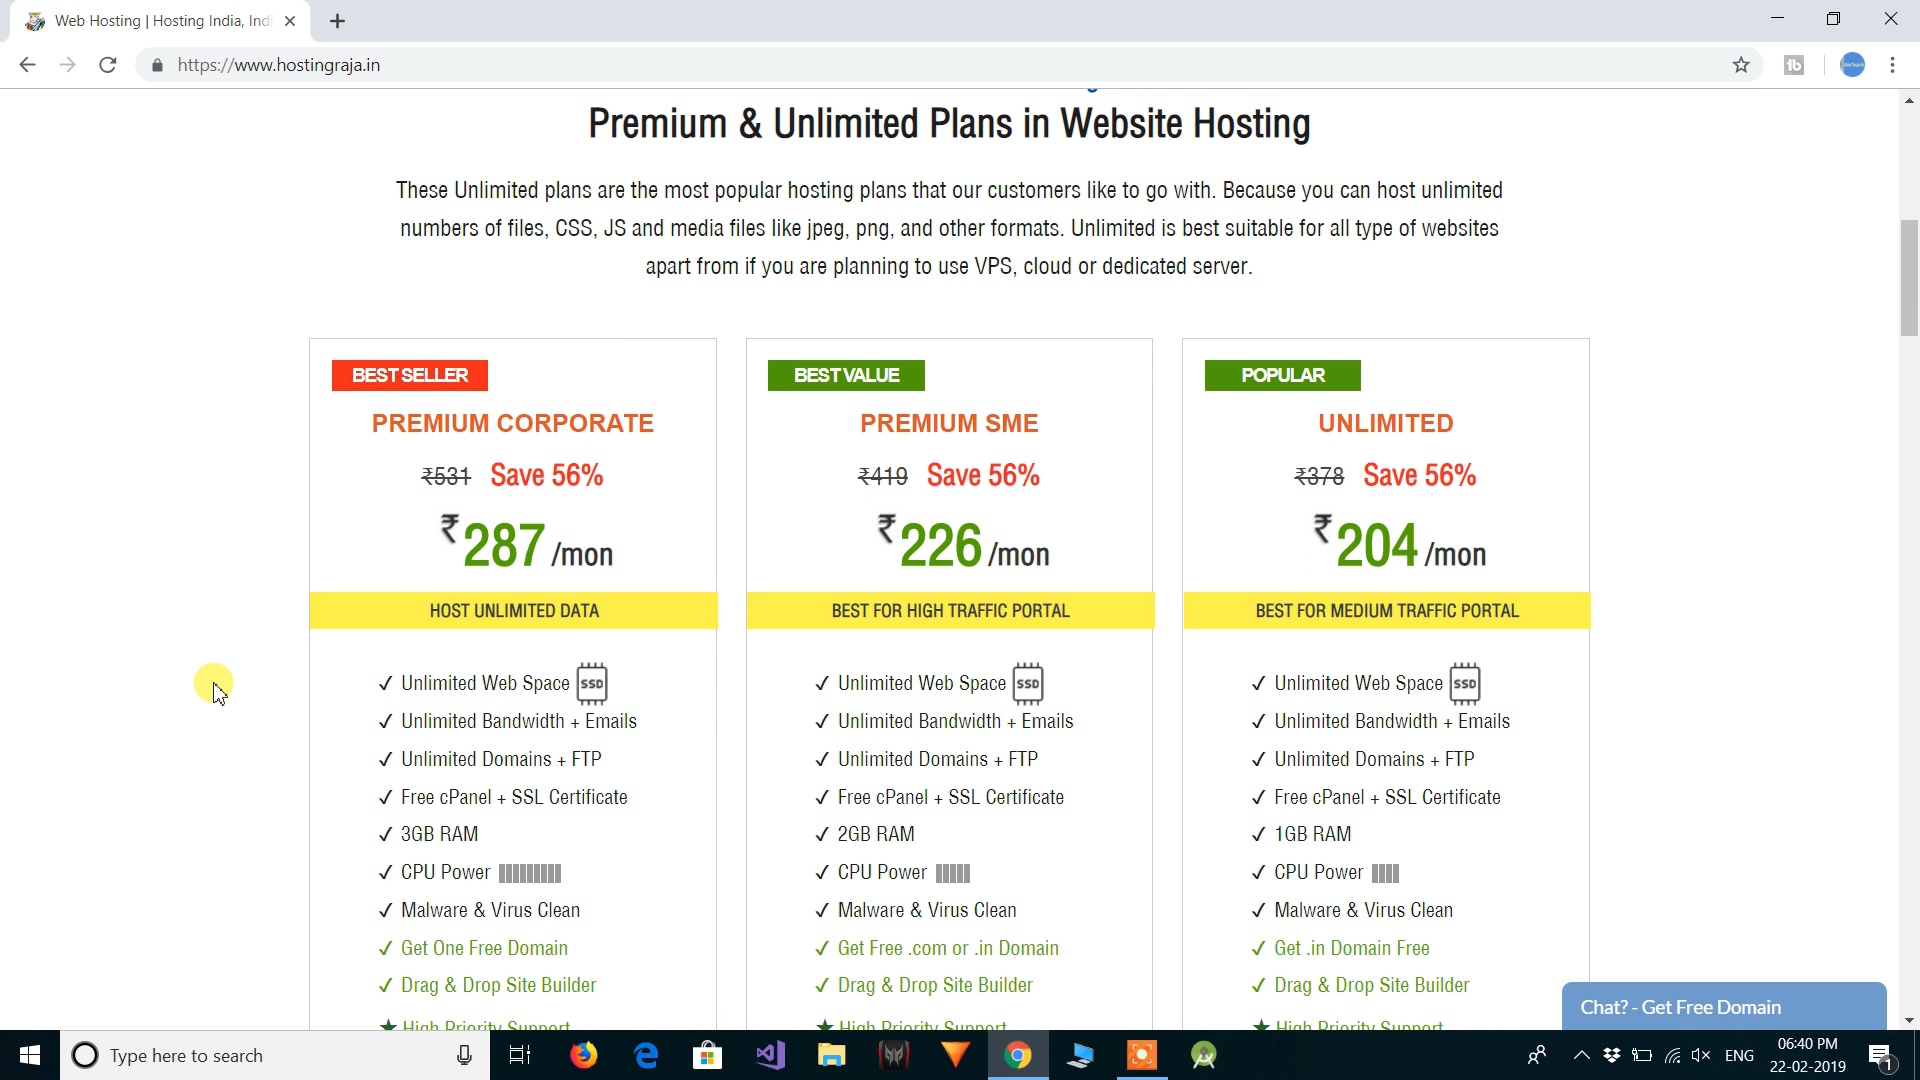 Web Hosting | Hosting India, Indi
https://www.hostingraja.in
Premium & Unlimited Plans in Website Hosting
These Unlimited plans are the most popular hosting plans that our customers like to go with. Because you can host unlimited
numbers of files, CSS, JS and media files like jpeg, png, and other formats. Unlimited is best suitable for all type of websites
apart from if you are planning to use VPS, cloud or dedicated server.
BEST SELLER
PREMIUM CORPORATE
₹531 Save 56%
₹287 /mon
HOST UNLIMITED DATA
✓ Unlimited Web Space SSD
✓ Unlimited Bandwidth + Emails
✓ Unlimited Domains + FTP
✓ Free cPanel + SSL Certificate
✓ 3GB RAM
✓ CPU Power
✓ Malware & Virus Clean
✓ Get One Free Domain
✓ Drag & Drop Site Builder
★ High Priority Support
BEST VALUE
PREMIUM SME
₹419 Save 56%
₹226 /mon
BEST FOR HIGH TRAFFIC PORTAL
✓ Unlimited Web Space SSD
✓ Unlimited Bandwidth + Emails
✓ Unlimited Domains + FTP
✓ Free cPanel + SSL Certificate
✓ 2GB RAM
✓ CPU Power
✓ Malware & Virus Clean
✓ Get Free .com or .in Domain
✓ Drag & Drop Site Builder
★ High Priority Support
POPULAR
UNLIMITED
₹378 Save 56%
₹204 /mon
BEST FOR MEDIUM TRAFFIC PORTAL
✓ Unlimited Web Space SSD
✓ Unlimited Bandwidth + Emails
✓ Unlimited Domains + FTP
✓ Free cPanel + SSL Certificate
✓ 1GB RAM
✓ CPU Power
✓ Malware & Virus Clean
✓ Get .in Domain Free
✓ Drag & Drop Site Builder
★ High Priority Support
Chat? - Get Free Domain
Type here to search
ENG
06:40 PM
22-02-2019
1